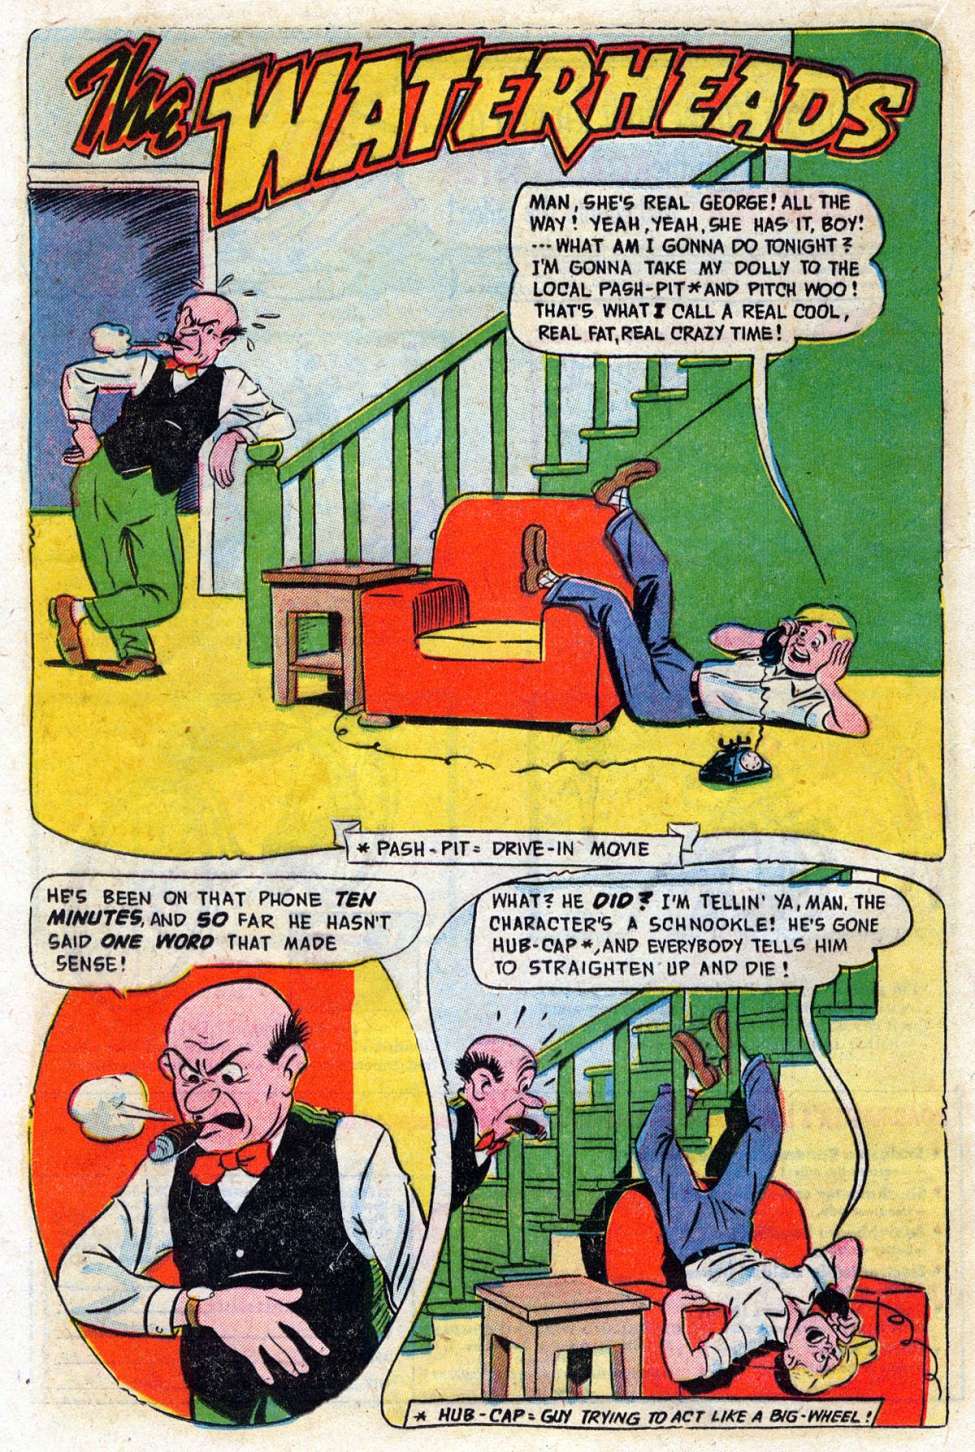 The WATERHEADS
MAN, SHE'S REAL GEORGE! ALL THE
WAY! YEAH, YEAH, SHE HAS IT, BOY!
---WHAT AM I GONNA DO TONIGHT?
I'M GONNA TAKE MY DOLLY TO THE
LOCAL PASH-PIT* AND PITCH WOO!
THAT'S WHAT I CALL A REAL COOL,
REAL FAT, REAL CRAZY TIME!
* PASH-PIT= DRIVE-IN MOVIE
HE'S BEEN ON THAT PHONE TEN
MINUTES, AND SO FAR HE HASN'T
SAID ONE WORD THAT MADE
SENSE!
WHAT? HE DID? I'M TELLIN' YA, MAN, THE
CHARACTER'S A SCHNOOKLE! HE'S GONE
HUB-CAP*, AND EVERYBODY TELLS HIM
TO STRAIGHTEN UP AND DIE!
* HUB-CAP= GUY TRYING TO ACT LIKE A BIG-WHEEL!